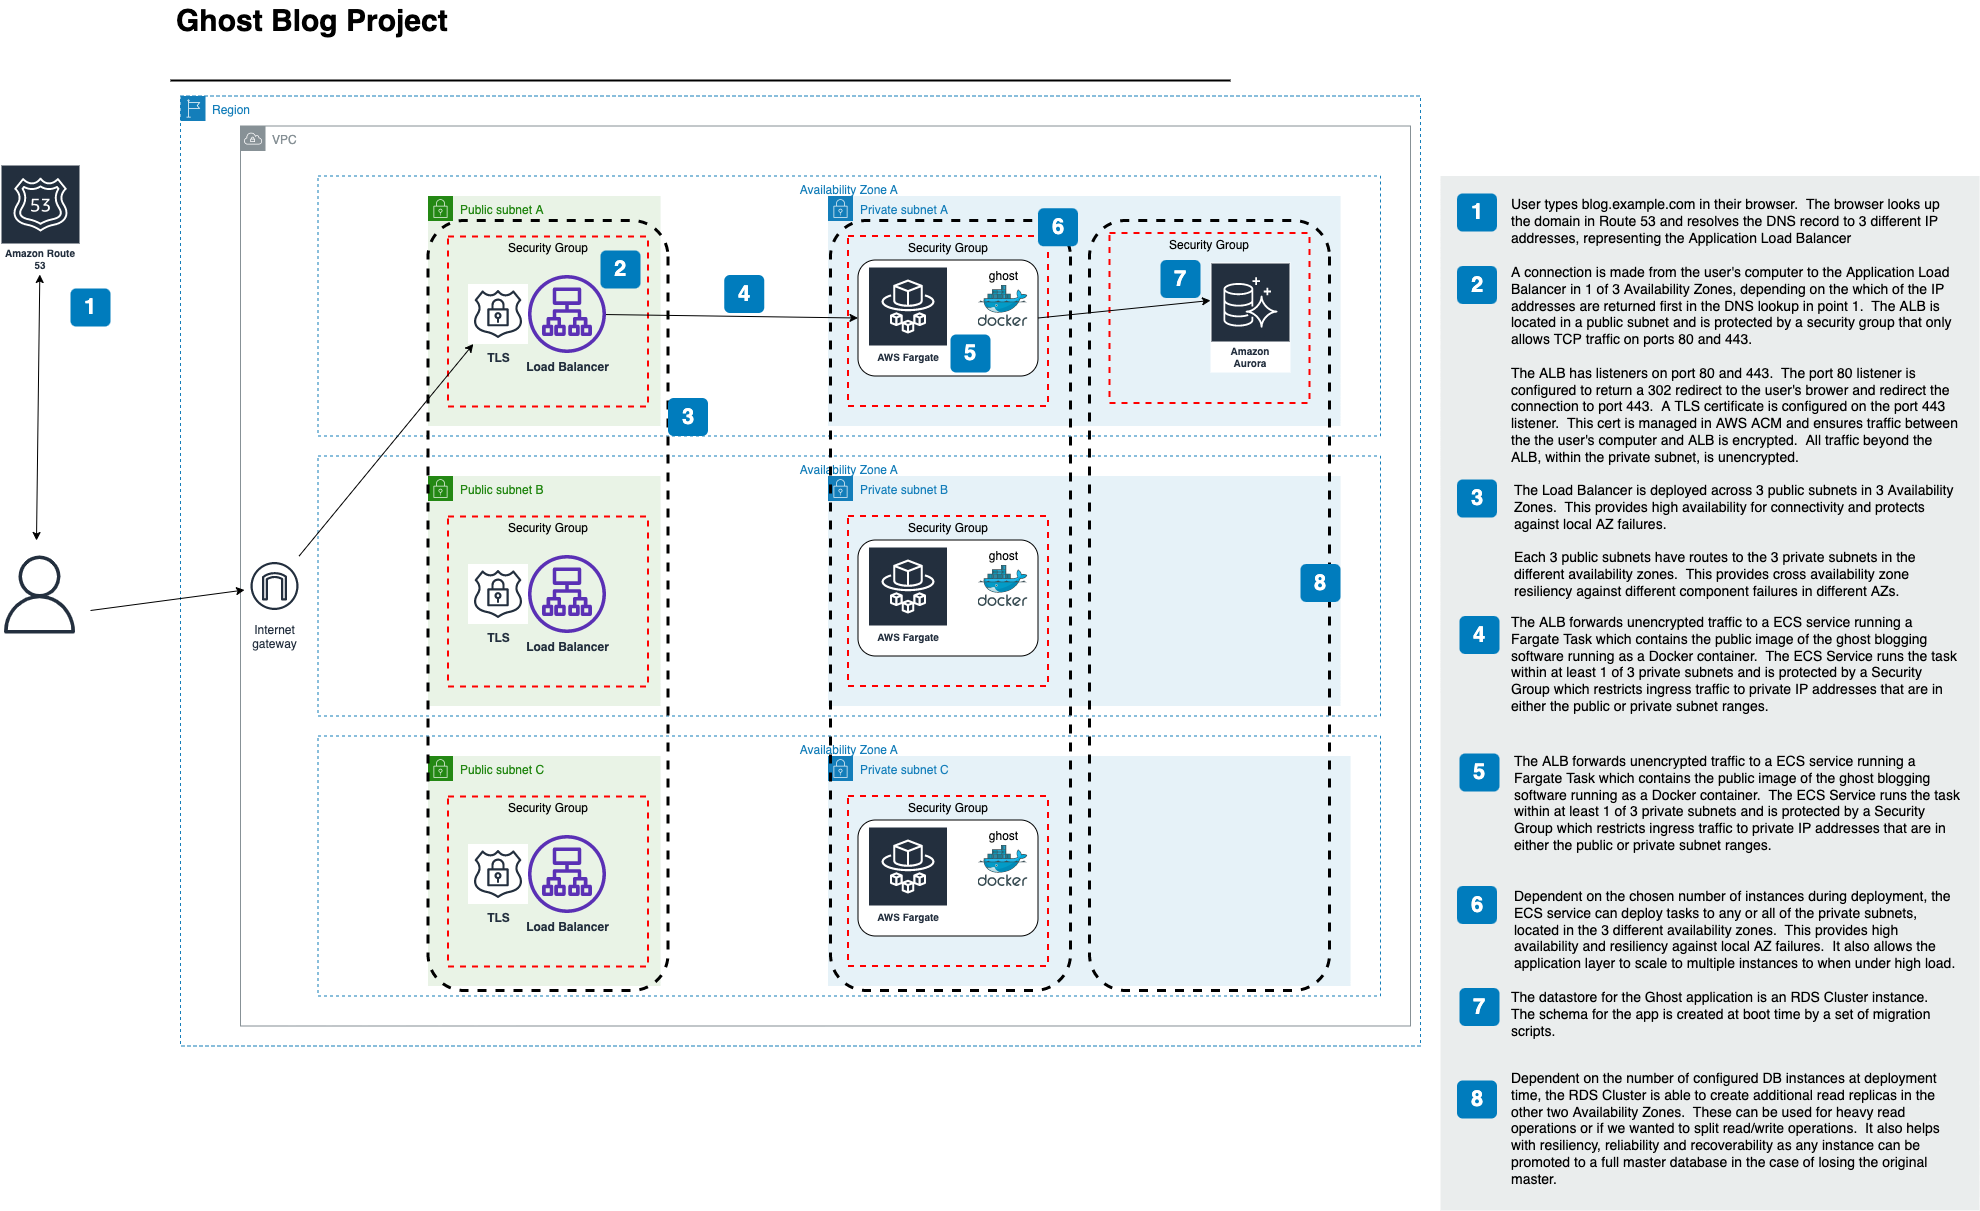 Ghost Blog Project
Region
VPC
53
Amazon Route
53
1
Availability Zone A
Public subnet A
Security Group
2
TLS
Load Balancer
3
4
Private subnet A
6
Security Group
ghost
docker
AWS Fargate
5
Security Group
7
Amazon
Aurora
Availability Zone A
Public subnet B
Security Group
TLS
Load Balancer
Private subnet B
Security Group
ghost
docker
AWS Fargate
8
Internet
gateway
Availability Zone A
Public subnet C
Security Group
TLS
Load Balancer
Private subnet C
Security Group
ghost
docker
AWS Fargate
1
User types blog.example.com in their browser.  The browser looks up
the domain in Route 53 and resolves the DNS record to 3 different IP
addresses, representing the Application Load Balancer
2
A connection is made from the user's computer to the Application Load
Balancer in 1 of 3 Availability Zones, depending on the which of the IP
addresses are returned first in the DNS lookup in point 1.  The ALB is
located in a public subnet and is protected by a security group that only
allows TCP traffic on ports 80 and 443.
The ALB has listeners on port 80 and 443.  The port 80 listener is
configured to return a 302 redirect to the user's brower and redirect the
connection to port 443.  A TLS certificate is configured on the port 443
listener.  This cert is managed in AWS ACM and ensures traffic between
the the user's computer and ALB is encrypted.  All traffic beyond the
ALB, within the private subnet, is unencrypted.
3
The Load Balancer is deployed across 3 public subnets in 3 Availability
Zones.  This provides high availability for connectivity and protects
against local AZ failures.
Each 3 public subnets have routes to the 3 private subnets in the
different availability zones.  This provides cross availability zone
resiliency against different component failures in different AZs.
4
The ALB forwards unencrypted traffic to a ECS service running a
Fargate Task which contains the public image of the ghost blogging
software running as a Docker container.  The ECS Service runs the task
within at least 1 of 3 private subnets and is protected by a Security
Group which restricts ingress traffic to private IP addresses that are in
either the public or private subnet ranges.
5
The ALB forwards unencrypted traffic to a ECS service running a
Fargate Task which contains the public image of the ghost blogging
software running as a Docker container.  The ECS Service runs the task
within at least 1 of 3 private subnets and is protected by a Security
Group which restricts ingress traffic to private IP addresses that are in
either the public or private subnet ranges.
6
Dependent on the chosen number of instances during deployment, the
ECS service can deploy tasks to any or all of the private subnets,
located in the 3 different availability zones.  This provides high
availability and resiliency against local AZ failures.  It also allows the
application layer to scale to multiple instances to when under high load.
7
The datastore for the Ghost application is an RDS Cluster instance.
The schema for the app is created at boot time by a set of migration
scripts.
8
Dependent on the number of configured DB instances at deployment
time, the RDS Cluster is able to create additional read replicas in the
other two Availability Zones.  These can be used for heavy read
operations or if we wanted to split read/write operations.  It also helps
with resiliency, reliability and recoverability as any instance can be
promoted to a full master database in the case of losing the original
master.